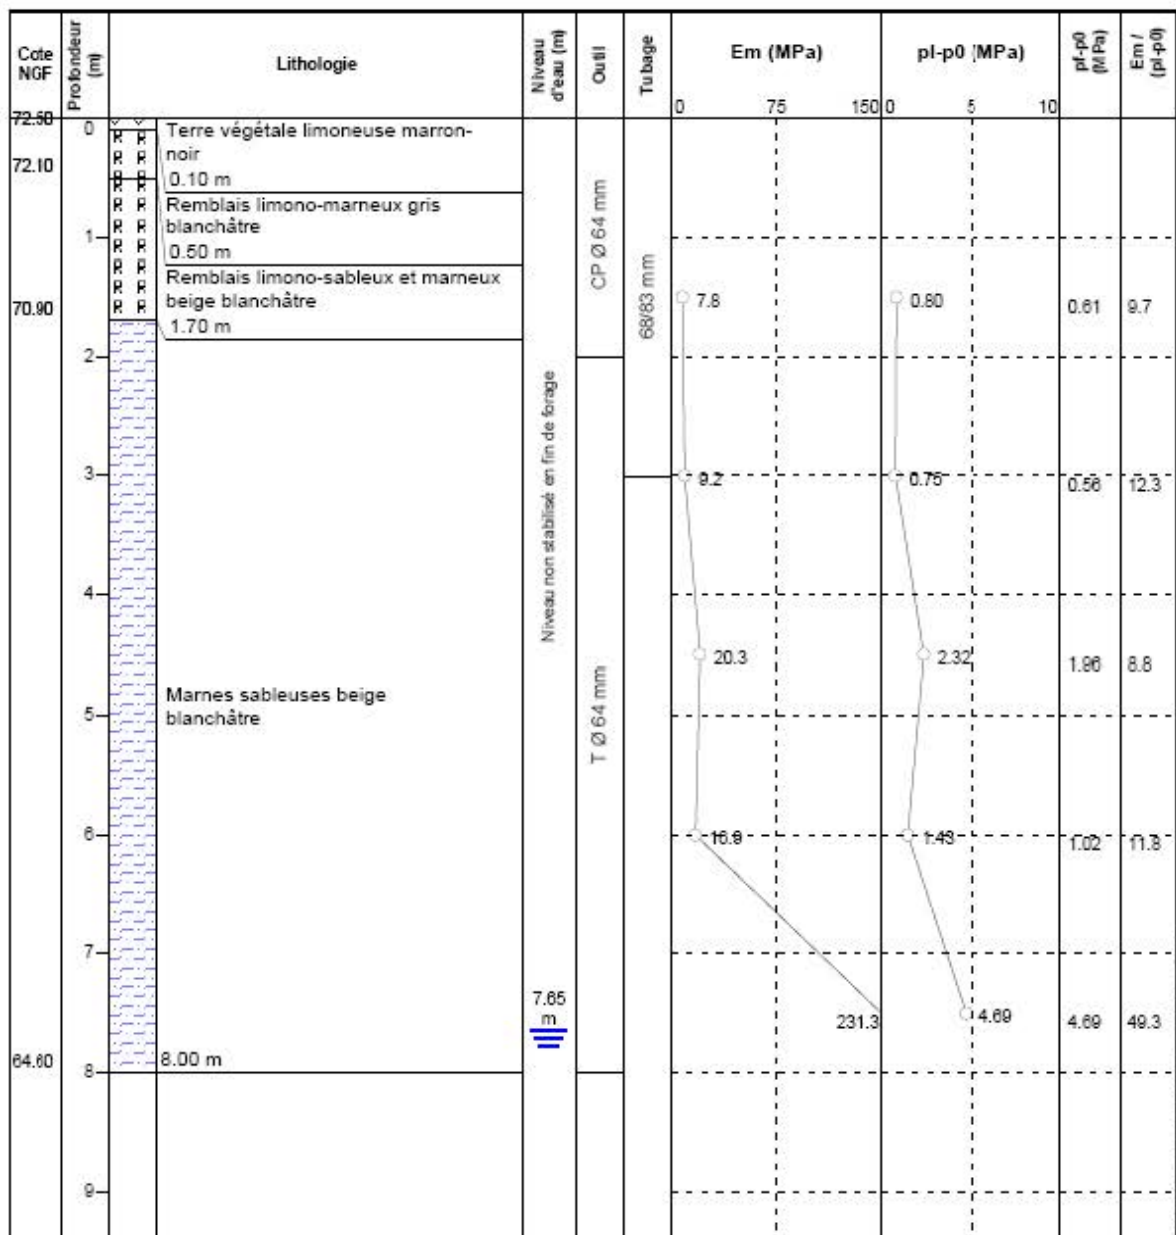 Cote NGF
Profondeur (m)
Lithologie
Niveau d'eau (m)
Outil
Tubage
Em (MPa)
0 75 150
pl-p0 (MPa)
0 5 10
pf-p0 (MPa)
Em / (pl-p0)
72.50
0
Terre végétale limoneuse marron-
noir
0.10 m
72.10
Remblais limono-marneux gris
blanchâtre
0.50 m
1
Remblais limono-sableux et marneux
beige blanchâtre
1.70 m
70.90
CP Ø 64 mm
68/83 mm
7.8 0.80 0.61 9.7
2
Niveau non stabilisé en fin de forage
3
9.2 0.75 0.56 12.3
4
20.3 2.32 1.96 8.8
Marnes sableuses beige
blanchâtre
5
T Ø 64 mm
6
16.9 1.43 1.02 11.8
7
7.65
m
231.3 4.69 4.69 49.3
64.60
8.00 m
8
9